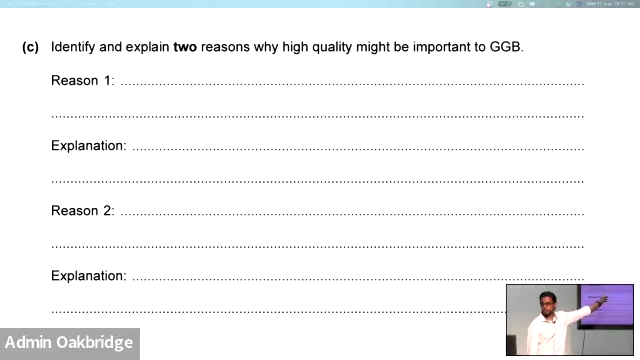 (c) Identify and explain two reasons why high quality might be important to GGB.
Reason 1: ................................................................
................................................................
Explanation: ................................................................
................................................................
Reason 2: ................................................................
................................................................
Explanation: ................................................................
................................................................
Admin Oakbridge